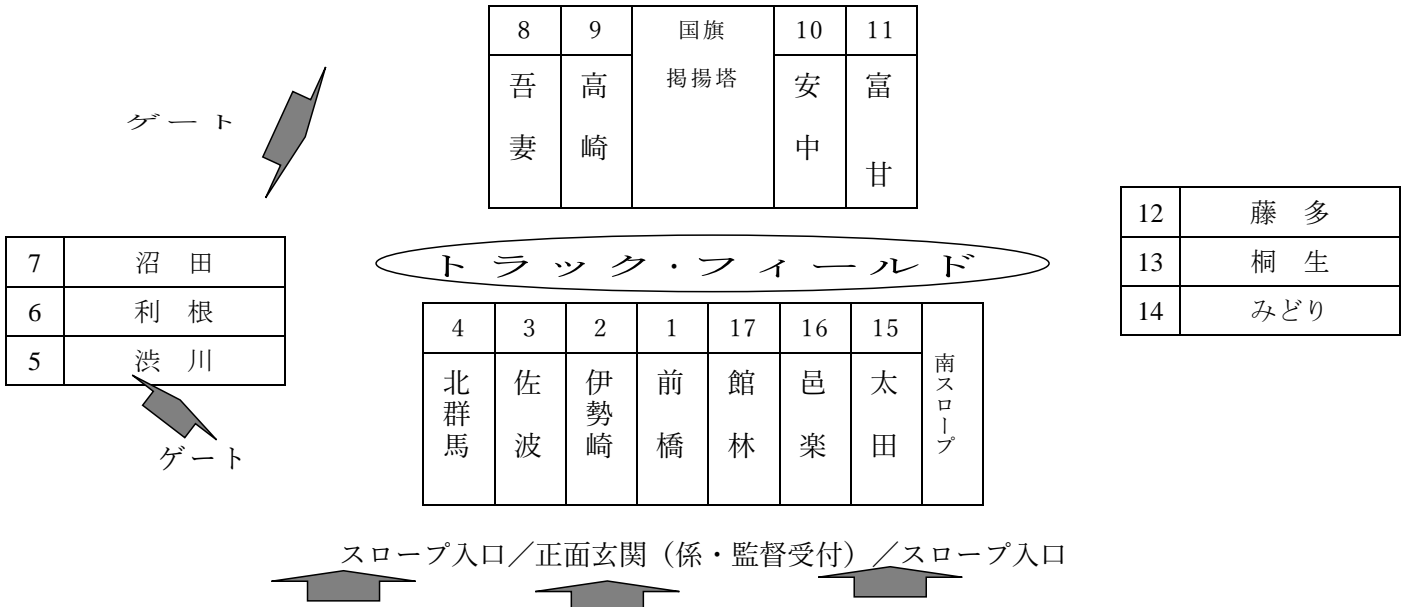 8 9 国旗 10 11
掲揚塔
吾妻 高崎 安中 富甘
ゲート
12 藤多
13 桐生
14 みどり
7 沼田
6 利根
5 渋川
トラック・フィールド
4 3 2 1 17 16 15
北群馬 佐波 伊勢崎 前橋 館林 邑楽 太田 南スロープ
ゲート
スロープ入口/正面玄関(係・監督受付)/スロープ入口